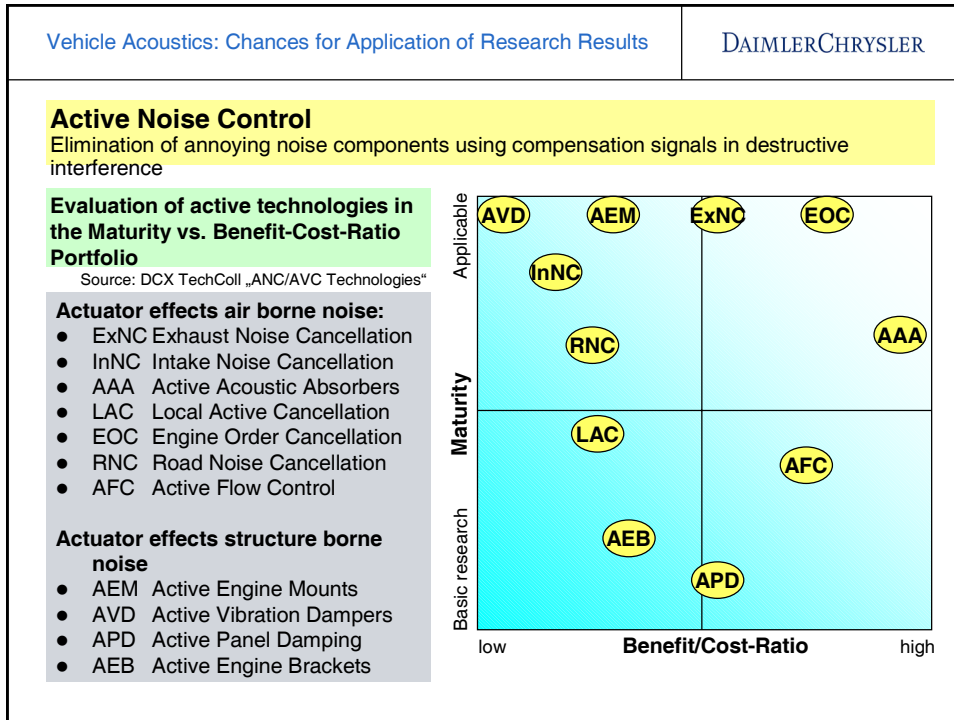 Vehicle Acoustics: Chances for Application of Research Results
DAIMLERCHRYSLER
Active Noise Control
Elimination of annoying noise components using compensation signals in destructive
interference
Evaluation of active technologies in
the Maturity vs. Benefit-Cost-Ratio
Portfolio
Source: DCX TechColl „ANC/AVC Technologies“
Actuator effects air borne noise:
● ExNC Exhaust Noise Cancellation
● InNC Intake Noise Cancellation
● AAA Active Acoustic Absorbers
● LAC Local Active Cancellation
● EOC Engine Order Cancellation
● RNC Road Noise Cancellation
● AFC Active Flow Control
Actuator effects structure borne
noise
● AEM Active Engine Mounts
● AVD Active Vibration Dampers
● APD Active Panel Damping
● AEB Active Engine Brackets
Applicable
Maturity
Basic research
AVD
AEM
ExNC
EOC
InNC
RNC
AAA
LAC
AFC
AEB
APD
low
Benefit/Cost-Ratio
high